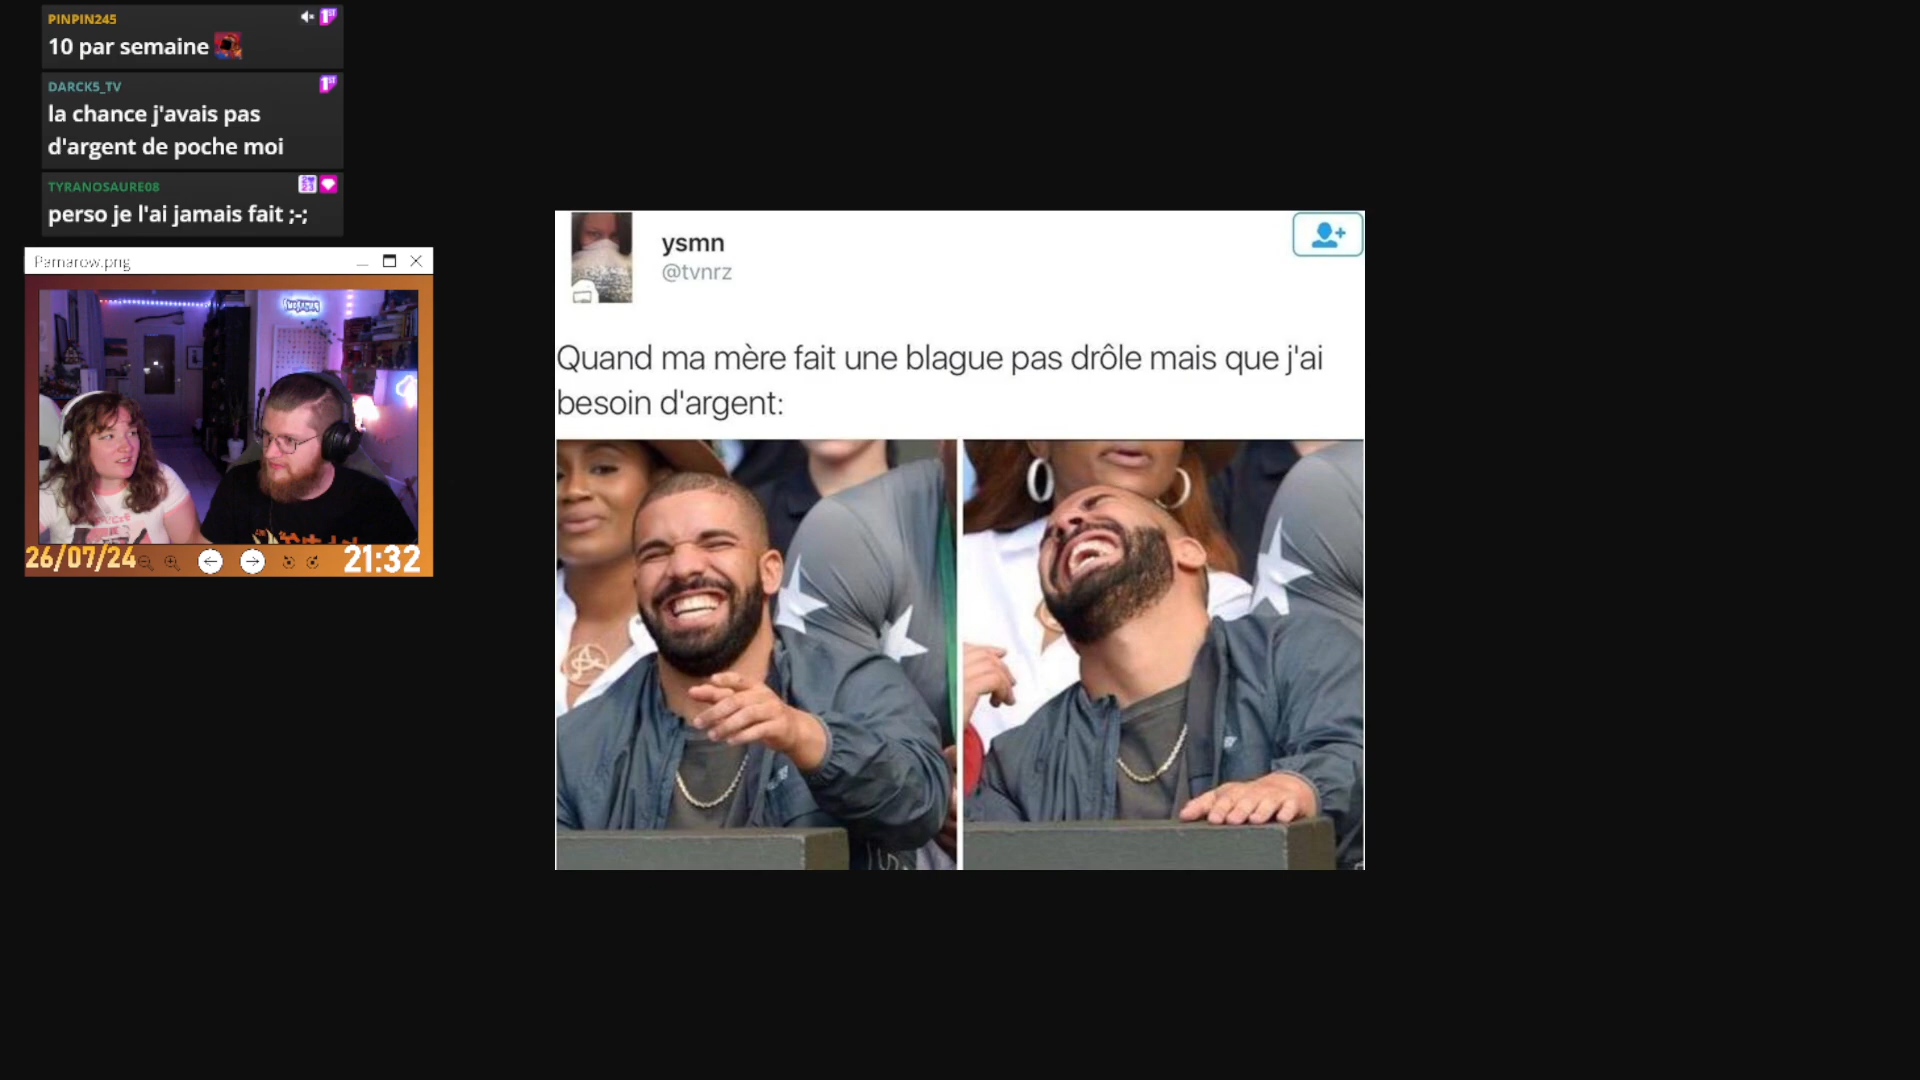 PINPIN245
10 par semaine
DARCK5_TV
la chance j'avais pas
d'argent de poche moi
TYRANOSAURE08
perso je l'ai jamais fait ;-;
Pamarow.png
26/07/24
21:32
ysmn
@tvnrz
Quand ma mère fait une blague pas drôle mais que j'ai
besoin d'argent: